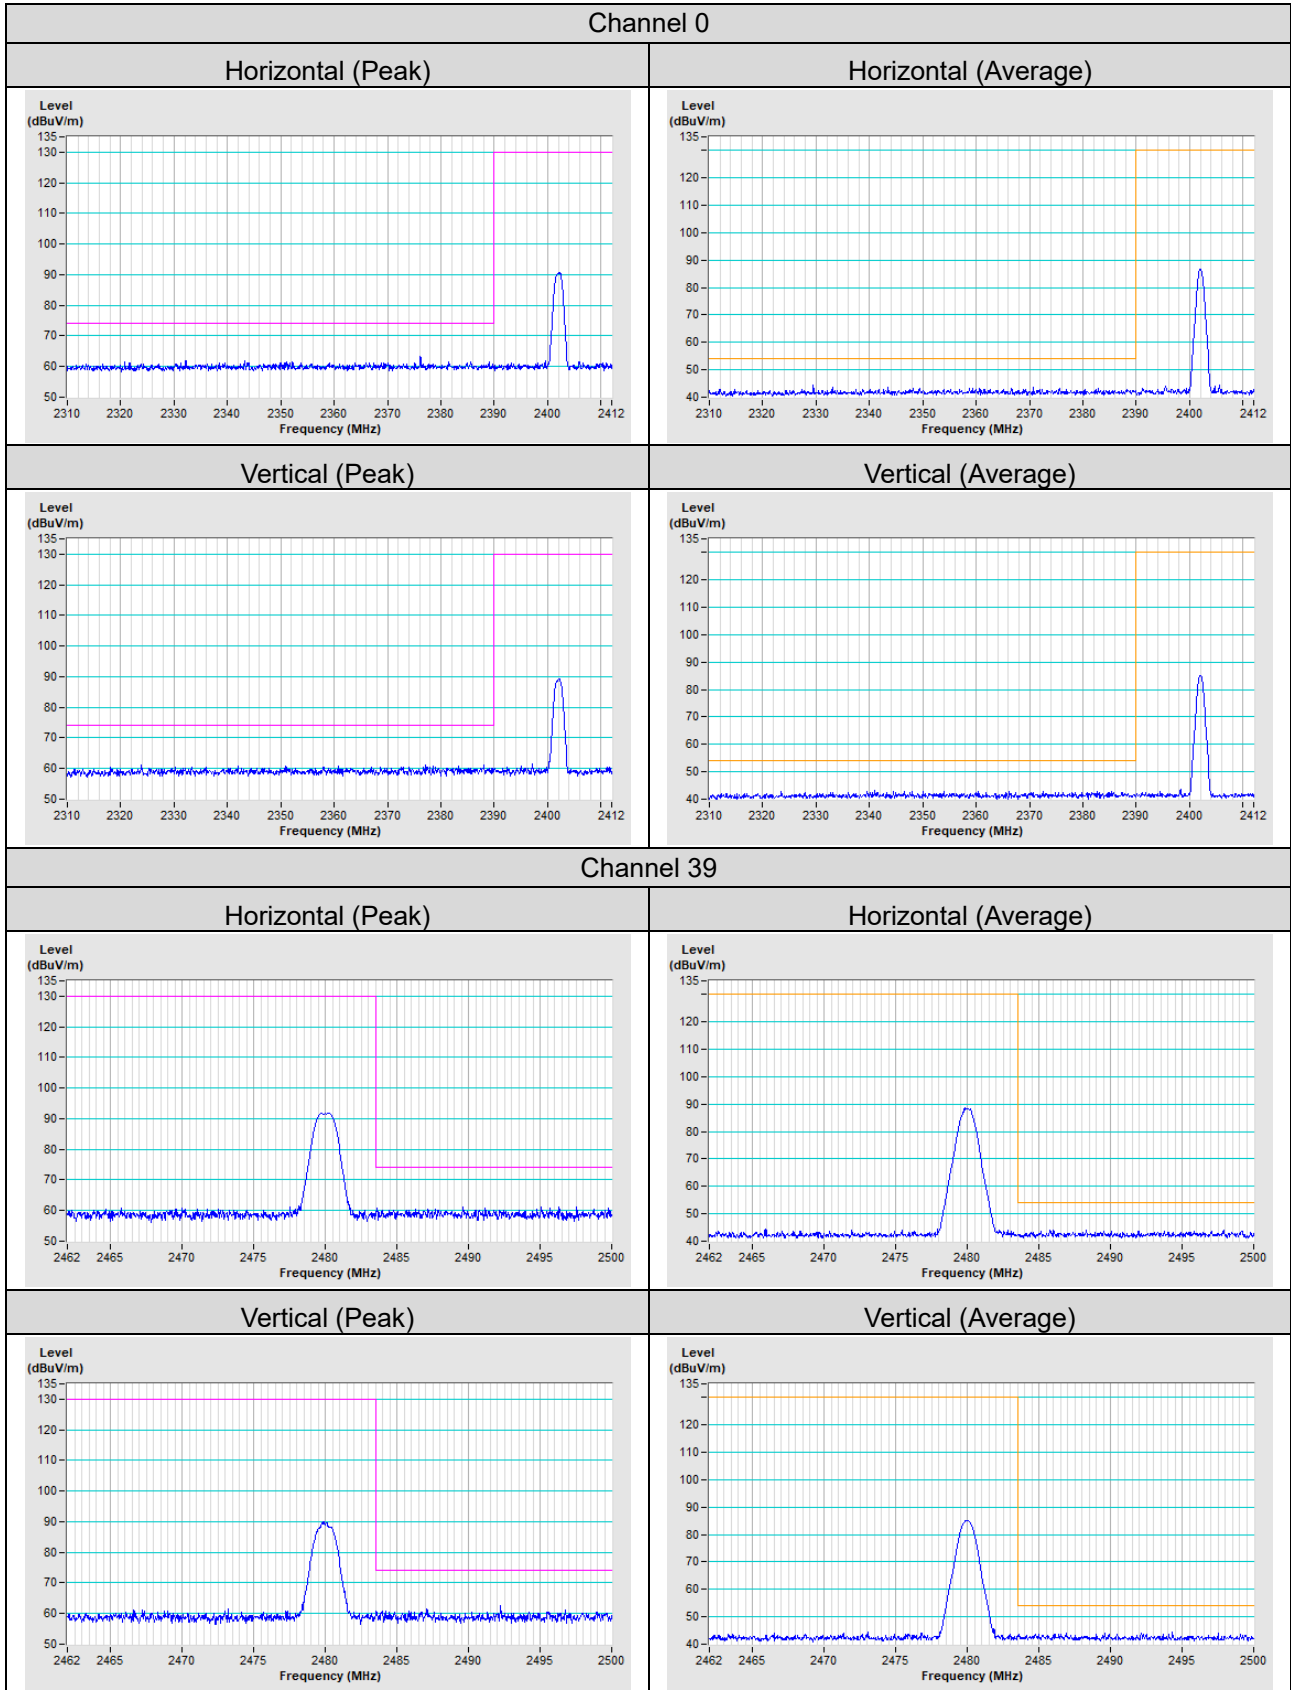 Channel 0
Horizontal (Peak)
Horizontal (Average)
Level
(dBuV/m)
135
130
120
110
100
90
80
70
60
50
2310 2320 2330 2340 2350 2360 2370 2380 2390 2400 2412
Frequency (MHz)
Level
(dBuV/m)
135
120
110
100
90
80
70
60
50
40
2310 2320 2330 2340 2350 2360 2370 2380 2390 2400 2412
Frequency (MHz)
Vertical (Peak)
Vertical (Average)
Level
(dBuV/m)
135
130
120
110
100
90
80
70
60
50
2310 2320 2330 2340 2350 2360 2370 2380 2390 2400 2412
Frequency (MHz)
Level
(dBuV/m)
135
120
110
100
90
80
70
60
50
40
2310 2320 2330 2340 2350 2360 2370 2380 2390 2400 2412
Frequency (MHz)
Channel 39
Horizontal (Peak)
Horizontal (Average)
Level
(dBuV/m)
135
130
120
110
100
90
80
70
60
50
2462 2465 2470 2475 2480 2485 2490 2495 2500
Frequency (MHz)
Level
(dBuV/m)
135
120
110
100
90
80
70
60
50
40
2462 2465 2470 2475 2480 2485 2490 2495 2500
Frequency (MHz)
Vertical (Peak)
Vertical (Average)
Level
(dBuV/m)
135
130
120
110
100
90
80
70
60
50
2462 2465 2470 2475 2480 2485 2490 2495 2500
Frequency (MHz)
Level
(dBuV/m)
135
120
110
100
90
80
70
60
50
40
2462 2465 2470 2475 2480 2485 2490 2495 2500
Frequency (MHz)